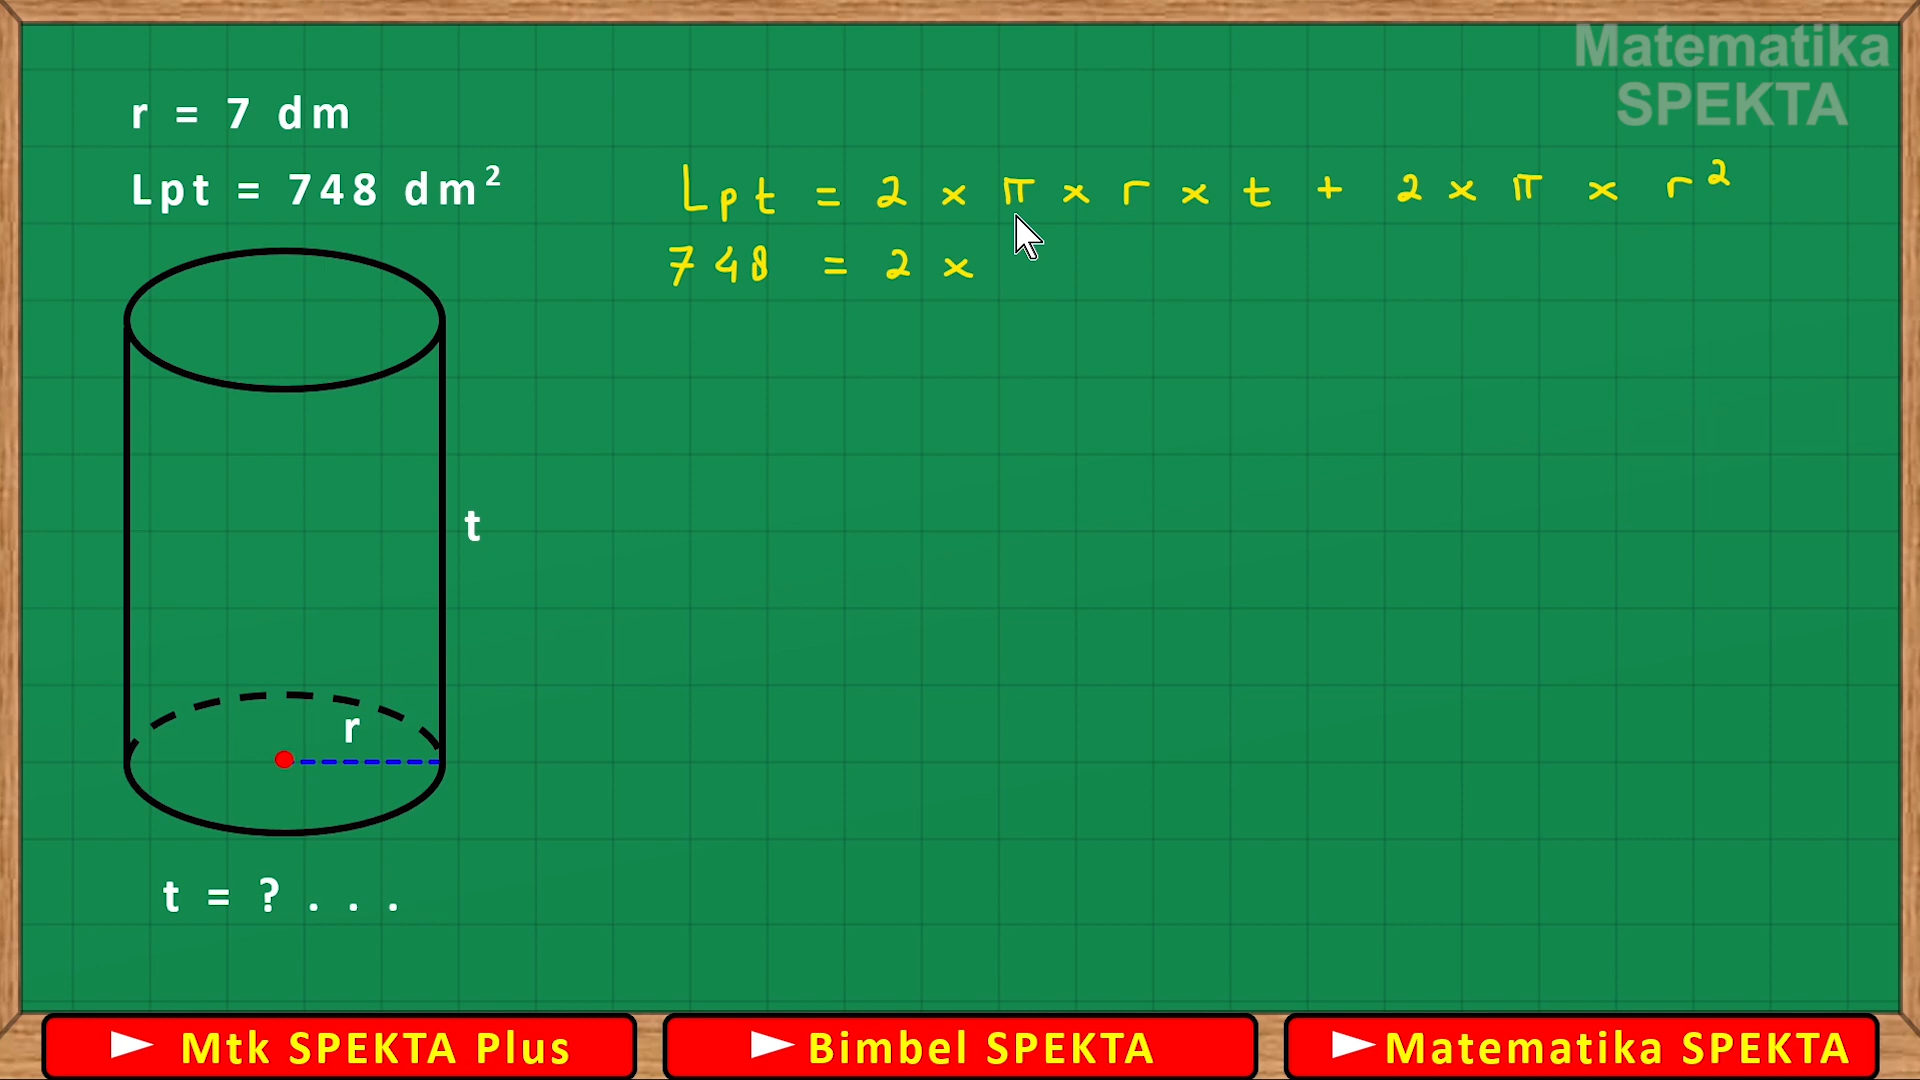 Matematika
SPEKTA
r = 7 dm
Lpt = 748 dm²
Lpt = 2 × π × r × t + 2 × π × r²
748 = 2 ×
t
r
t = ? . . .
Mtk SPEKTA Plus
Bimbel SPEKTA
Matematika SPEKTA